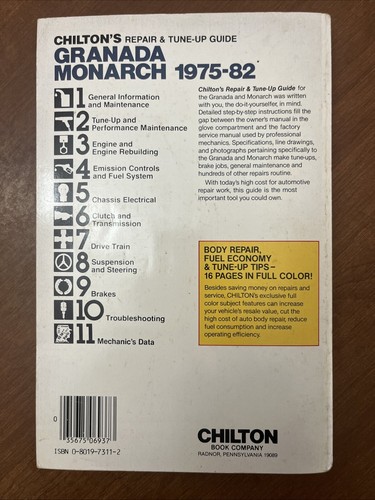 CHILTON'S REPAIR & TUNE-UP GUIDE
GRANADA
MONARCH 1975-82
1 General Information
and Maintenance
2 Tune-Up and
Performance Maintenance
3 Engine and
Engine Rebuilding
4 Emission Controls
and Fuel System
5 Chassis Electrical
6 Clutch and
Transmission
7 Drive Train
8 Suspension
and Steering
9 Brakes
10 Troubleshooting
11 Mechanic's Data
Chilton's Repair & Tune-Up Guide for
the Granada and Monarch was written
with you, the do-it-yourselfer, in mind.
Detailed step-by-step instructions fill the
gap between the owner's manual in the
glove compartment and the factory
service manual used by professional
mechanics. Specifications, line drawings,
and photographs pertaining specifically to
the Granada and Monarch make tune-ups,
brake jobs, general maintenance and
hundreds of other repairs routine.
With today's high cost for automotive
repair work, this guide is the most
important tool you could own.
BODY REPAIR,
FUEL ECONOMY
& TUNE-UP TIPS–
16 PAGES IN FULL COLOR!
Besides saving money on repairs and
service, CHILTON's exclusive full
color subject features can increase
your vehicle's resale value, cut the
high cost of auto body repair, reduce
fuel consumption and increase
operating efficiency.
0
35675 06937
ISBN 0-8019-7311-2
CHILTON
BOOK COMPANY
RADNOR, PENNSYLVANIA 19089